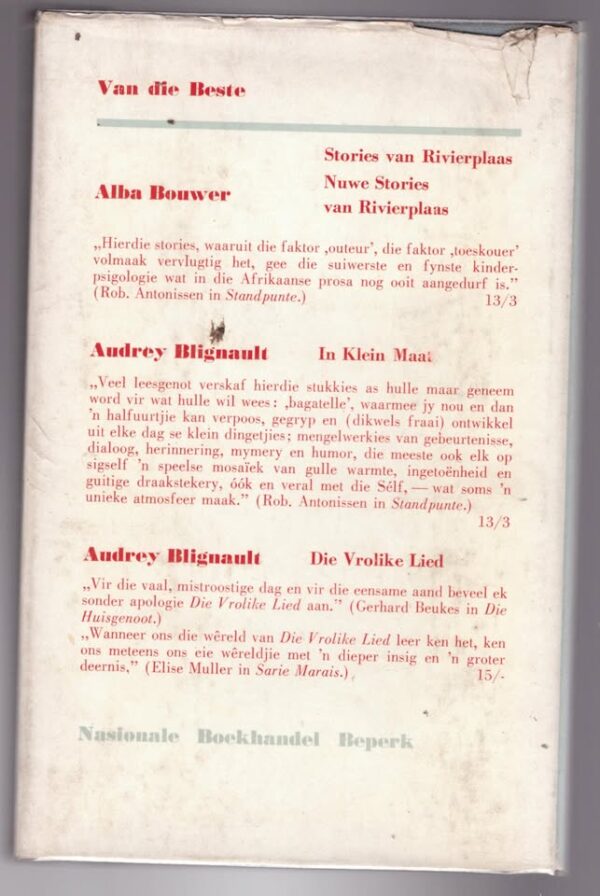 Van die Beste
Stories van Rivierplaas
Alba Bouwer
Nuwe Stories
van Rivierplaas
„Hierdie stories, waaruit die faktor ‚outeur’, die faktor ‚toeskouer’
volmaak vervlugtig het, gee die suiwerste en fynste kinder-
psigologie wat in die Afrikaanse prosa nog ooit aangedurf is.”
(Rob. Antonissen in Standpunte.) 13/3
Audrey Blignault In Klein Maat
„Veel leesgenot verskaf hierdie stukkies as hulle maar geneem
word vir wat hulle wil wees: ‚bagatelle’, waarmee jy nou en dan
’n halfuurtjie kan verpoos, gegryp en (dikwels fraai) ontwikkel
uit elke dag se klein dingetjies; mengelwerkies van gebeurtenisse,
dialoog, herinnering, mymery en humor, die meeste ook elk op
sigself ’n speelse mosaïek van gulle warmte, ingetoënheid en
guitige draakstekery, óók en veral met die Sélf, — wat soms ’n
unieke atmosfeer maak.” (Rob. Antonissen in Standpunte.)
13/3
Audrey Blignault Die Vrolike Lied
„Vir die vaal, mistroostige dag en vir die eensame aand beveel ek
sonder apologie Die Vrolike Lied aan.” (Gerhard Beukes in Die
Huisgenoot.)
„Wanneer ons die wêreld van Die Vrolike Lied leer ken het, ken
ons meteens ons eie wêreldjie met ’n dieper insig en ’n groter
deernis.” (Elise Muller in Sarie Marais.) 15/-
Nasionale Boekhandel Beperk